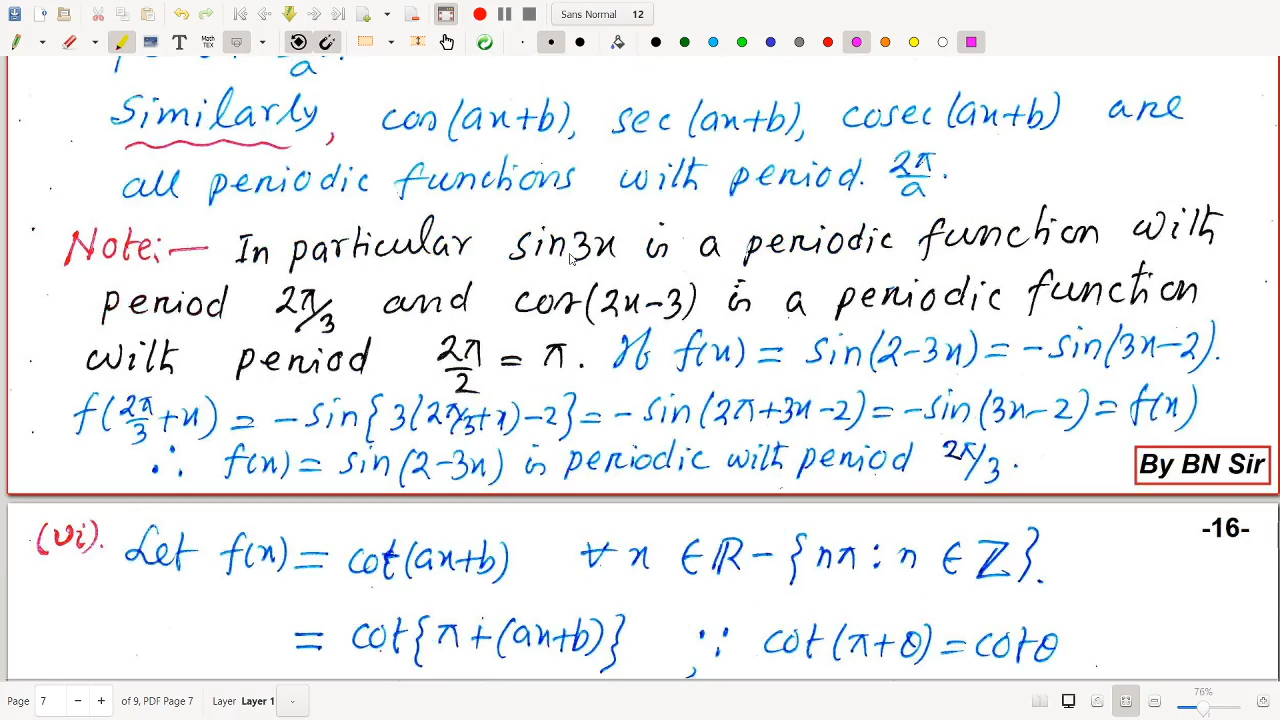 Sans Normal 12
MATH TEX
period 2π/a.
Similarly, cos(ax+b), sec(ax+b), cosec(ax+b) are
all periodic functions with period. 2π/a.
Note:— In particular sin3x is a periodic function with
period 2π/3 and cos(2x-3) is a periodic function
with period 2π/2 = π. If f(x) = sin(2-3x) = -sin(3x-2).
f(2π/3+x) = -sin{3(2π/3+x)-2} = -sin(2π+3x-2) = -sin(3x-2) = f(x)
∴ f(x) = sin(2-3x) is periodic with period 2π/3.
By BN Sir
-16-
(vi). Let f(x) = cot(ax+b) ∀ x ∈ ℝ - {nπ : n ∈ ℤ}.
= cot{π+(ax+b)} ∵ cot(π+θ) = cotθ
Page 7 of 9, PDF Page 7 Layer Layer 1 76%